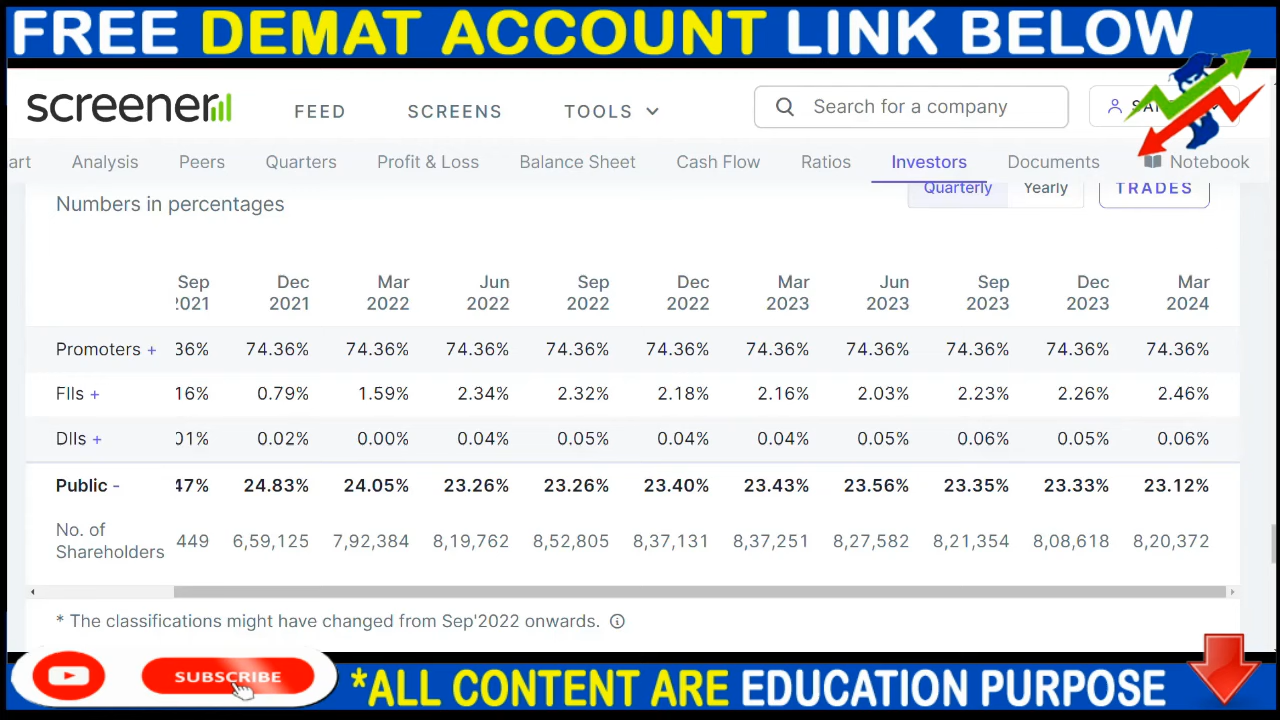 FREE DEMAT ACCOUNT LINK BELOW
screener FEED SCREENS TOOLS Search for a company
art Analysis Peers Quarters Profit & Loss Balance Sheet Cash Flow Ratios Investors Documents Notebook
Numbers in percentages Quarterly Yearly TRADES
Sep 2021 Dec 2021 Mar 2022 Jun 2022 Sep 2022 Dec 2022 Mar 2023 Jun 2023 Sep 2023 Dec 2023 Mar 2024
Promoters + 36% 74.36% 74.36% 74.36% 74.36% 74.36% 74.36% 74.36% 74.36% 74.36% 74.36%
FIIs + 16% 0.79% 1.59% 2.34% 2.32% 2.18% 2.16% 2.03% 2.23% 2.26% 2.46%
DIIs + 01% 0.02% 0.00% 0.04% 0.05% 0.04% 0.04% 0.05% 0.06% 0.05% 0.06%
Public - 47% 24.83% 24.05% 23.26% 23.26% 23.40% 23.43% 23.56% 23.35% 23.33% 23.12%
No. of
Shareholders 449 6,59,125 7,92,384 8,19,762 8,52,805 8,37,131 8,37,251 8,27,582 8,21,354 8,08,618 8,20,372
* The classifications might have changed from Sep'2022 onwards.
SUBSCRIBE
*ALL CONTENT ARE EDUCATION PURPOSE